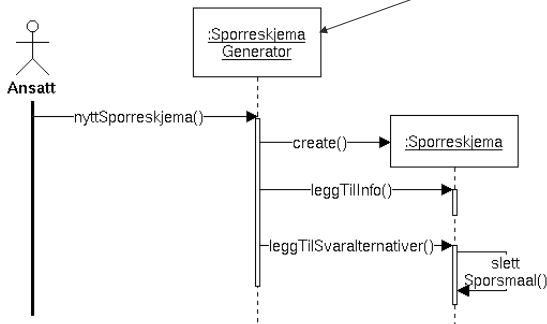 :Sporreskjema
Generator
Ansatt
nyttSporreskjema()
create()
:Sporreskjema
leggTilInfo()
leggTilSvaralternativer()
slett
Sporsmaal()